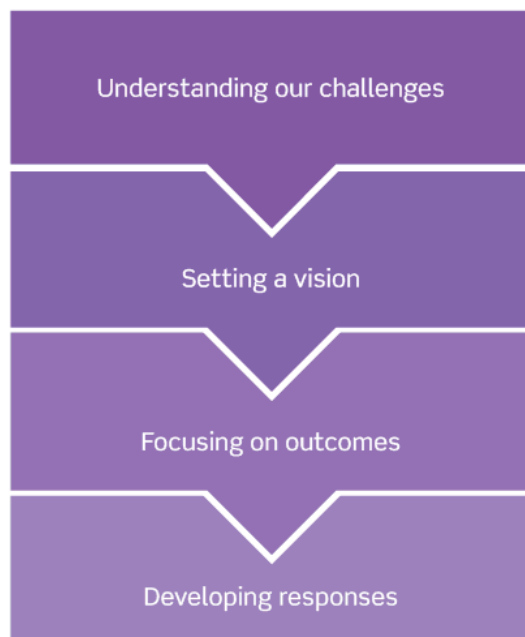 Understanding our challenges
Setting a vision
Focusing on outcomes
Developing responses